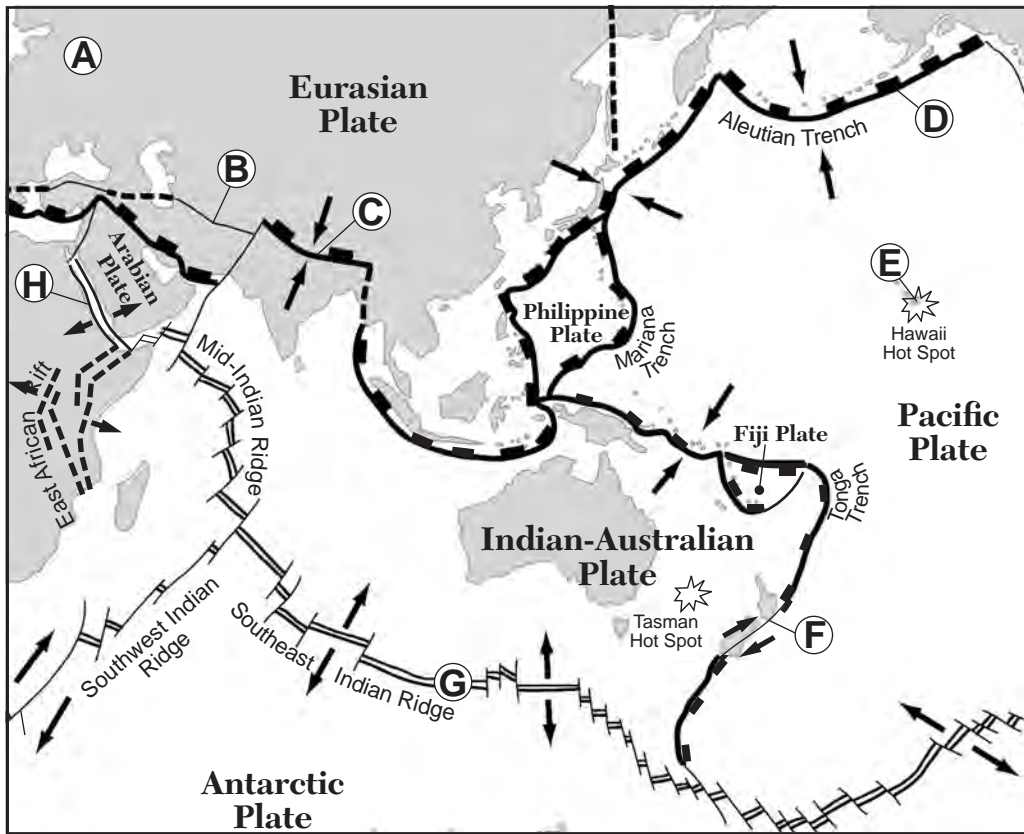 A
Eurasian
Plate
Aleutian Trench
D
B
C
Arabian
Plate
H
E
Hawaii
Hot Spot
Philippine
Plate
Mariana
Trench
Mid-Indian Ridge
East African Rift
Pacific
Plate
Fiji Plate
Tonga
Trench
Indian-Australian
Plate
Tasman
Hot Spot
F
Southwest Indian
Ridge
Southeast Indian Ridge
G
Antarctic
Plate